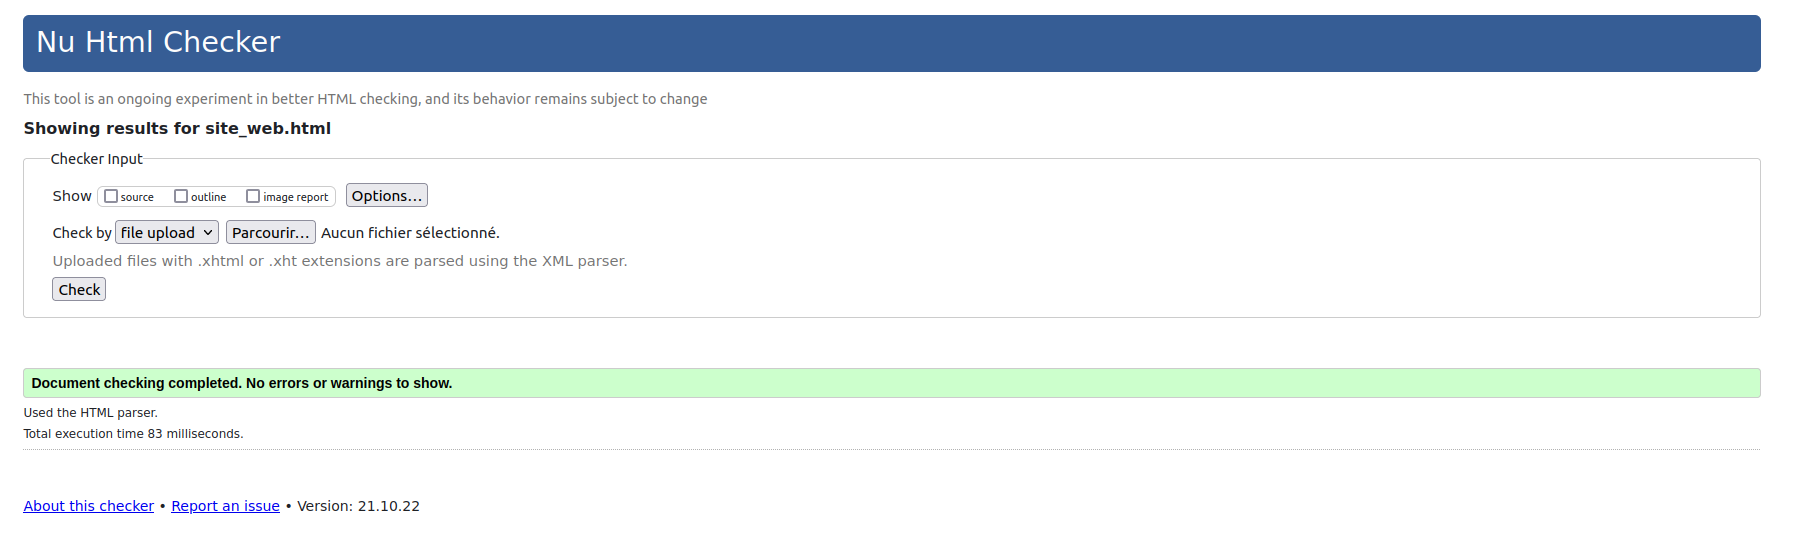 Nu Html Checker
This tool is an ongoing experiment in better HTML checking, and its behavior remains subject to change
Showing results for site_web.html
Checker Input
Show source outline image report Options...
Check by file upload Parcourir... Aucun fichier sélectionné.
Uploaded files with .xhtml or .xht extensions are parsed using the XML parser.
Check
Document checking completed. No errors or warnings to show.
Used the HTML parser.
Total execution time 83 milliseconds.
About this checker • Report an issue • Version: 21.10.22